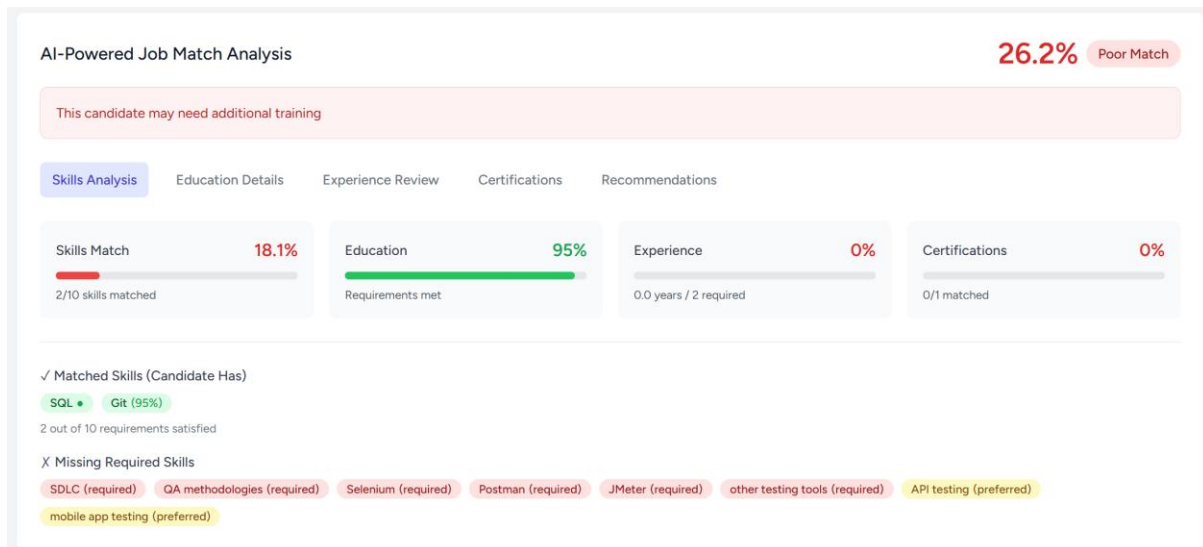 AI-Powered Job Match Analysis
26.2% Poor Match
This candidate may need additional training
Skills Analysis Education Details Experience Review Certifications Recommendations
Skills Match 18.1%
2/10 skills matched
Education 95%
Requirements met
Experience 0%
0.0 years / 2 required
Certifications 0%
0/1 matched
✓ Matched Skills (Candidate Has)
SQL • Git (95%)
2 out of 10 requirements satisfied
✗ Missing Required Skills
SDLC (required) QA methodologies (required) Selenium (required) Postman (required) JMeter (required) other testing tools (required) API testing (preferred)
mobile app testing (preferred)